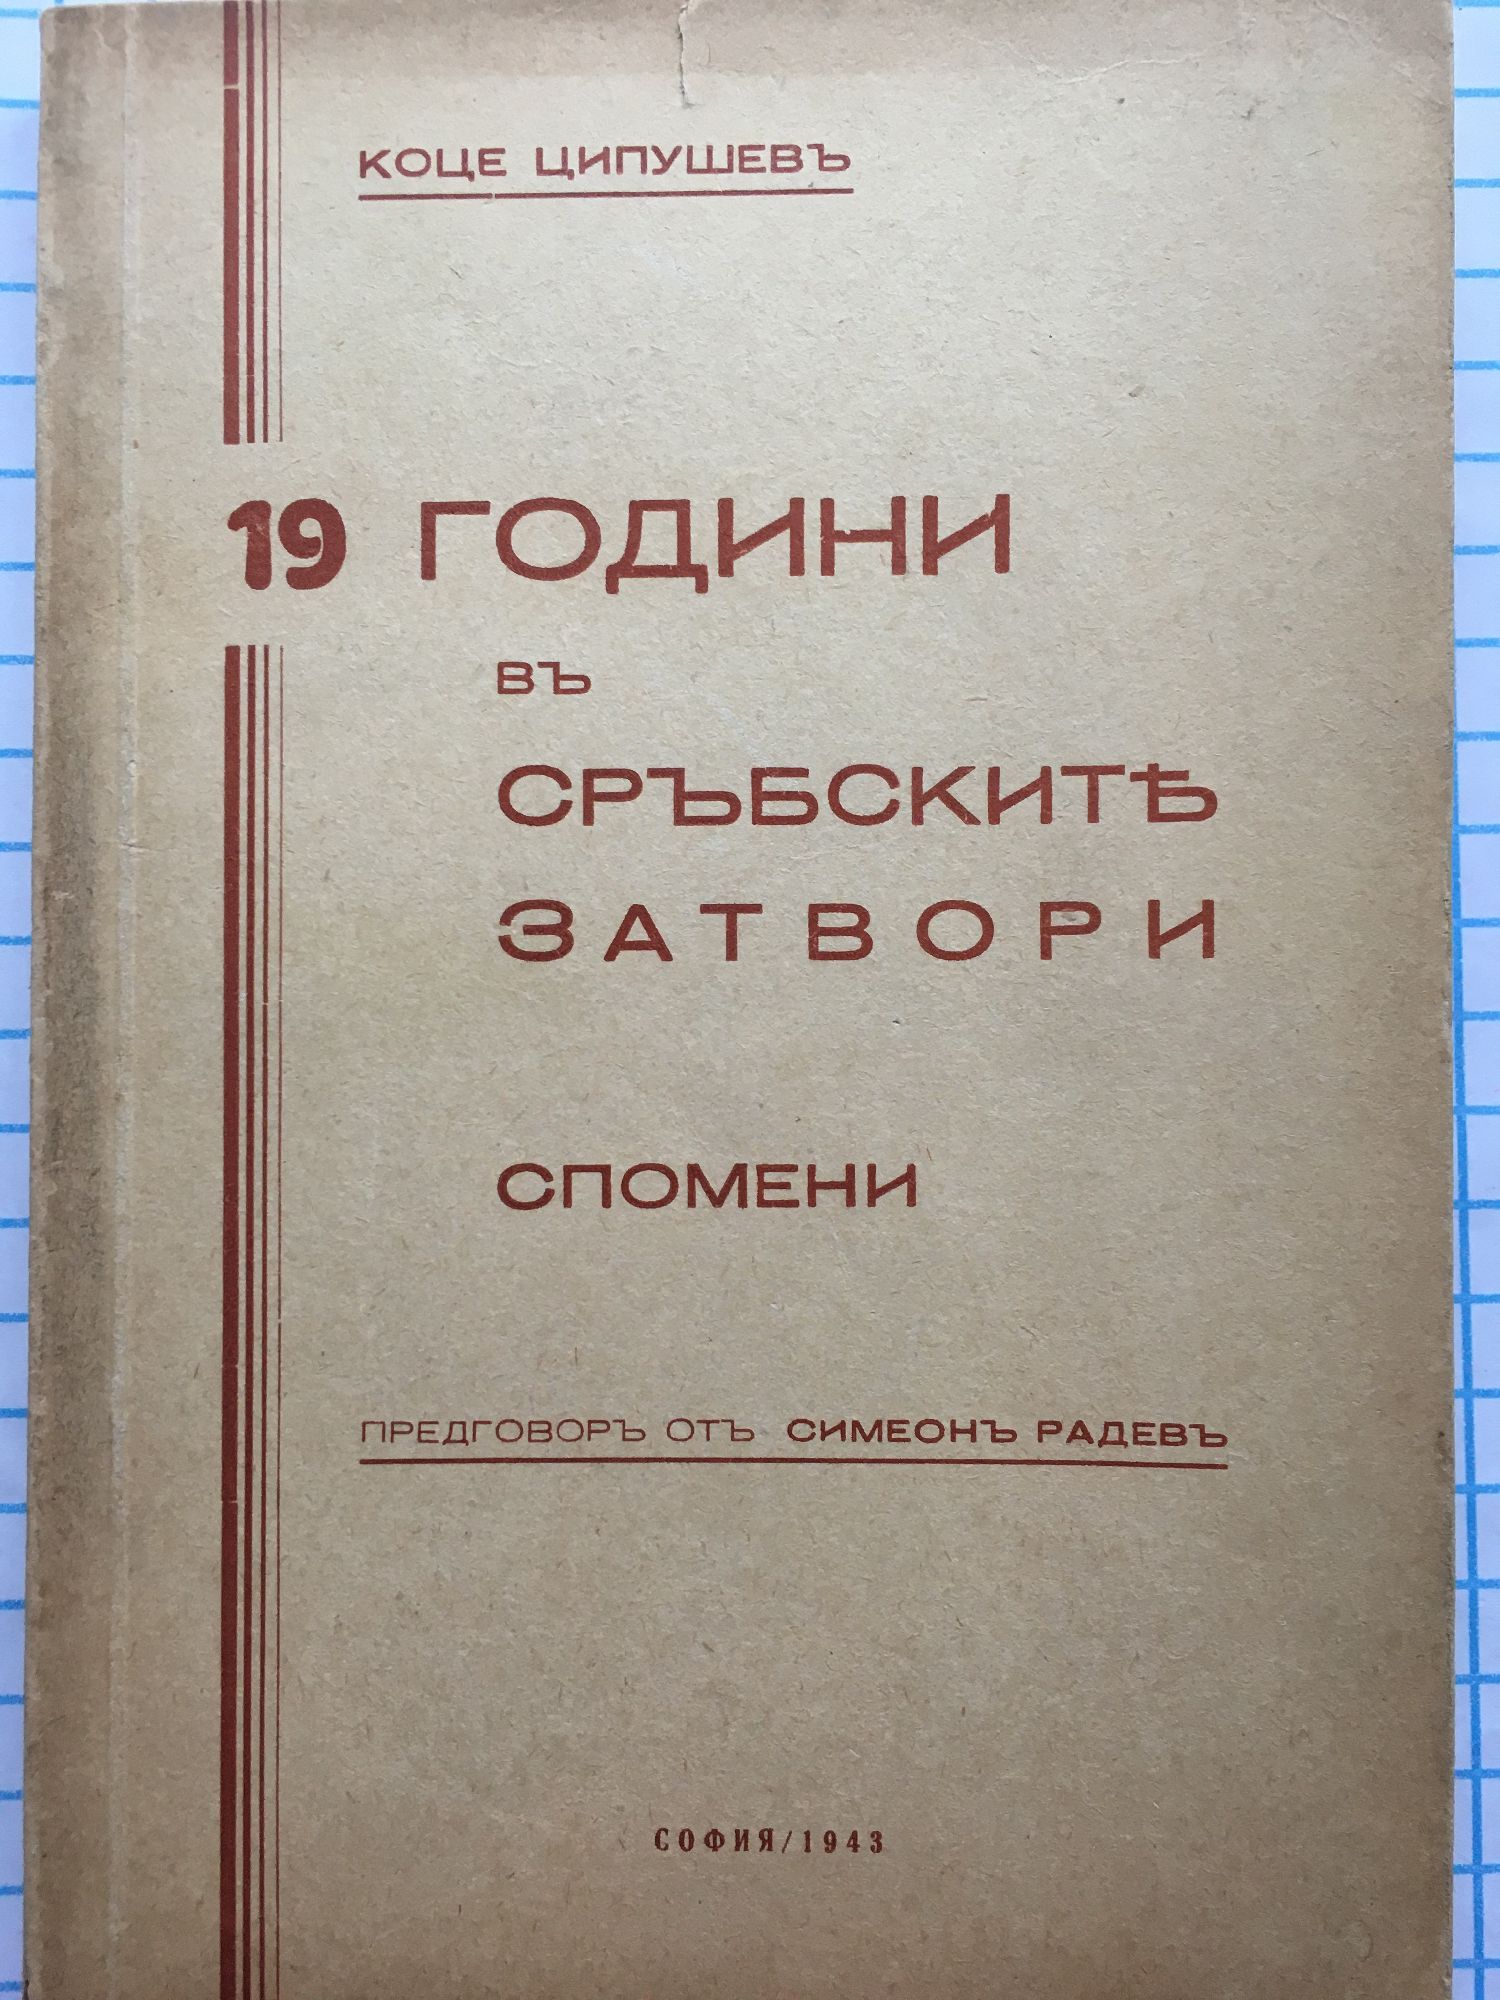 КОЦЕ ЦИПУШЕВЪ
19 ГОДИНИ
ВЪ
СРЪБСКИТѢ
ЗАТВОРИ
СПОМЕНИ
ПРЕДГОВОРЪ ОТЪ СИМЕОНЪ РАДЕВЪ
СОФИЯ/1943